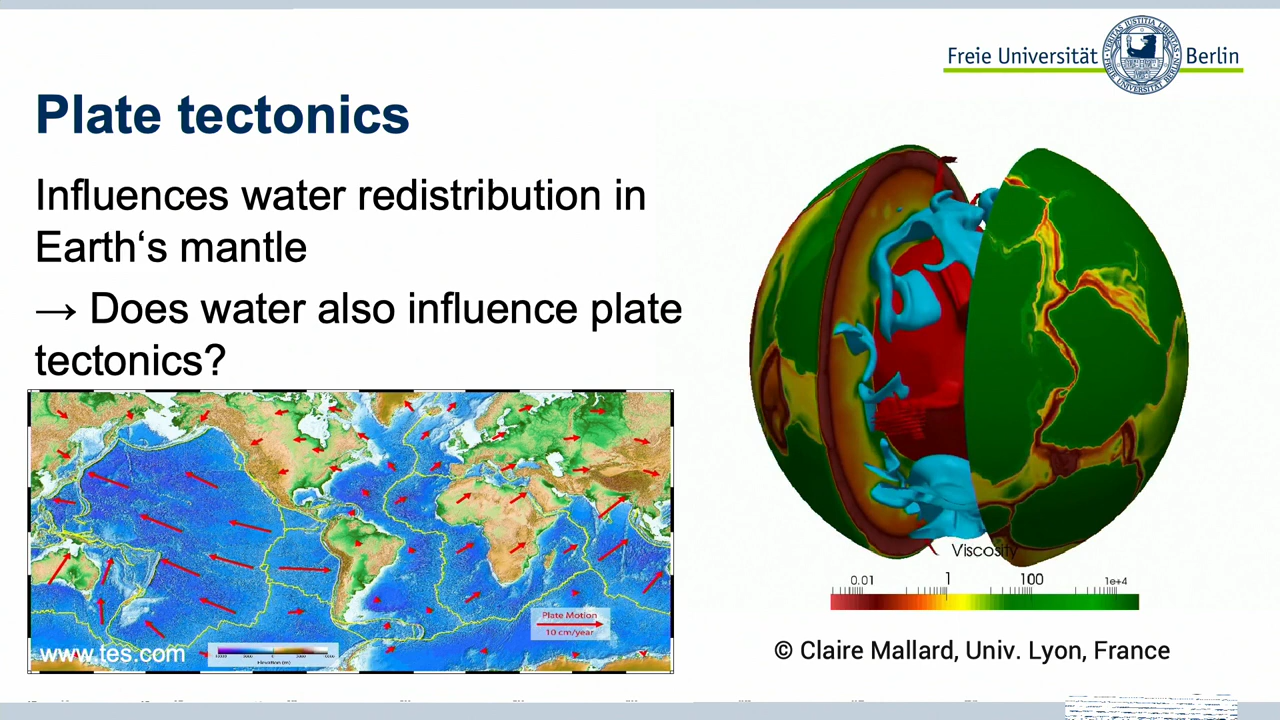 Freie Universität Berlin
Plate tectonics
Influences water redistribution in
Earth‘s mantle
→ Does water also influence plate
tectonics?
Plate Motion
10 cm/year
www.tes.com
Elevation (m)
Viscosity
0.01 1 100 1e+4
© Claire Mallard, Univ. Lyon, France